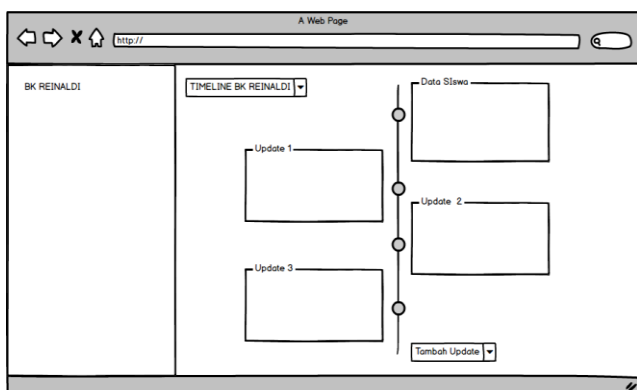 A Web Page
http://
BK REINALDI
TIMELINE BK REINALDI
Data SIswa
Update 1
Update 2
Update 3
Tambah Update